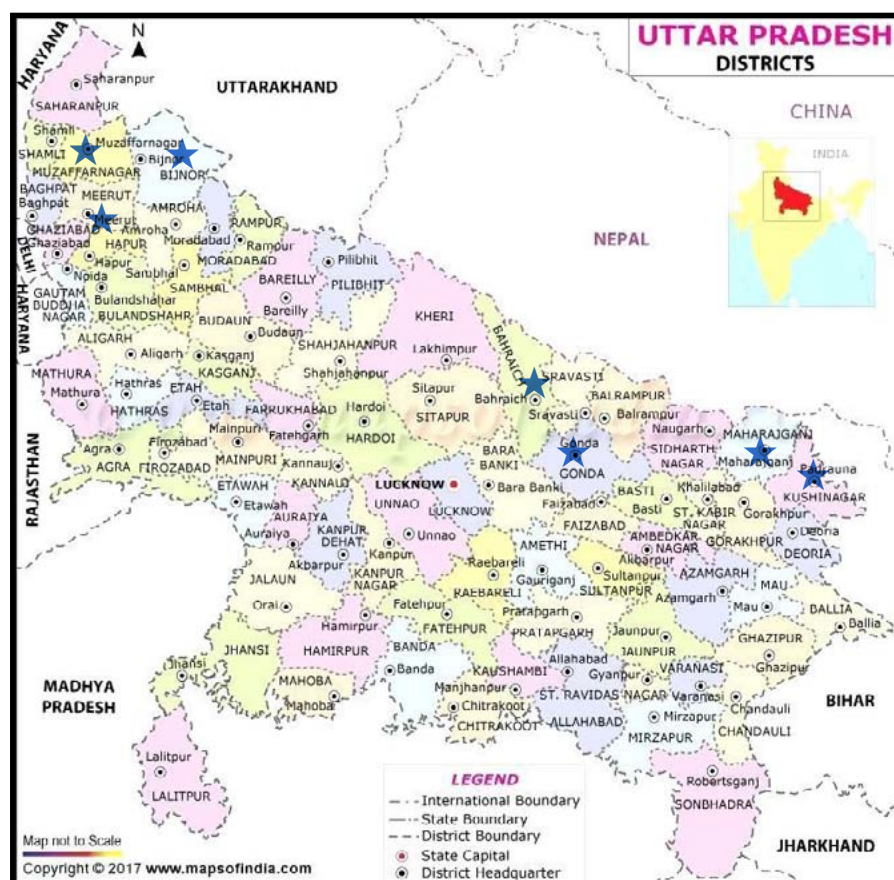 UTTAR PRADESH
DISTRICTS
N
HARYANA
UTTARAKHAND
CHINA
INDIA
NEPAL
Saharanpur
SAHARANPUR
Shamli
SHAMLI
Muzaffarnagar
MUZAFFARNAGAR
Bijnor
BIJNOR
BAGHPAT
Baghpat
MEERUT
Meerut
AMROHA
Amroha
Moradabad
MORADABAD
RAMPUR
Rampur
GHAZIABAD
Ghaziabad
HAPUR
Hapur
DELHI
Noida
GAUTAM
BUDDHA
NAGAR
Sambhal
SAMBHAL
Bulandshahar
BULANDSHAHR
BAREILLY
Bareilly
Pilibhit
PILIBHIT
HARYANA
BUDAUN
Budaun
KHERI
Lakhimpur
BAHRAICH
Bahraich
SRAVASTI
Sravasti
ALIGARH
Aligarh
Kasganj
KASGANJ
SHAHJAHANPUR
Shahjahanpur
MATHURA
Mathura
Hathras
HATHRAS
ETAH
Etah
FARRUKHABAD
Fatehgarh
Hardoi
HARDOI
Sitapur
SITAPUR
BALRAMPUR
Balrampur
Naugarh
SIDHARTH
NAGAR
MAHARAJGANJ
Maharajganj
Padrauna
KUSHINAGAR
RAJASTHAN
Agra
AGRA
Firozabad
FIROZABAD
Mainpuri
MAINPURI
Kannauj
KANNAUJ
BARA-
BANKI
Bara Banki
Gonda
GONDA
LUCKNOW
LUCKNOW
UNNAO
Unnao
Faizabad
FAIZABAD
BASTI
Basti
Khalilabad
ST. KABIR
NAGAR
Gorakhpur
GORAKHPUR
Deoria
DEORIA
ETAWAH
Etawah
AURAIYA
Auraiya
KANPUR
DEHAT
Akbarpur
Kanpur
KANPUR
NAGAR
Raebareli
RAEBARELI
AMETHI
Gauriganj
Sultanpur
SULTANPUR
AMBEDKAR
NAGAR
Akbarpur
AZAMGARH
Azamgarh
MAU
Mau
BALLIA
Ballia
JALAUN
Orai
Hamirpur
HAMIRPUR
Fatehpur
FATEHPUR
Pratapgarh
PRATAPGARH
Jaunpur
JAUNPUR
GHAZIPUR
Ghazipur
JHANSI
Jhansi
MAHOBA
Mahoba
BANDA
Banda
KAUSHAMBI
Manjhanpur
Chitrakoot
CHITRAKOOT
Allahabad
ALLAHABAD
Gyanpur
ST. RAVIDAS NAGAR
VARANASI
Varanasi
Chandauli
CHANDAULI
Mirzapur
MIRZAPUR
BIHAR
MADHYA
PRADESH
Lalitpur
LALITPUR
Robertsganj
SONBHADRA
JHARKHAND
LEGEND
International Boundary
State Boundary
District Boundary
State Capital
District Headquarter
Map not to Scale
Copyright © 2017 www.mapsofindia.com